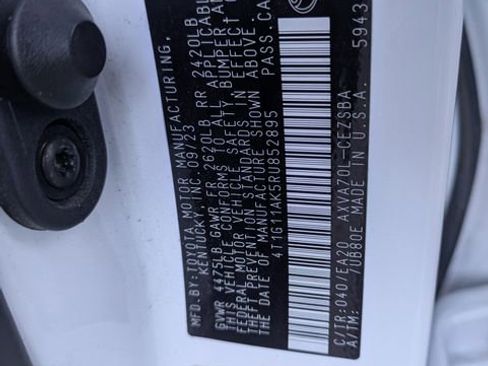 MFD. BY: TOYOTA MOTOR MANUFACTURING,
KENTUCKY, INC. 09/23
GVWR 4475LB GAWR FR 2620LB RR 2420LB
THIS VEHICLE CONFORMS TO ALL APPLICABLE
FEDERAL MOTOR VEHICLE SAFETY, BUMPER, AND
THEFT PREVENTION STANDARDS IN EFFECT ON
THE DATE OF MANUFACTURE SHOWN ABOVE.
4T1G11AK5RU852895 PASS.CA
C/TR:040/EA20 AXVA70L-CEZSBA
A/TM: /UB80E MADE IN U.S.A. 5943